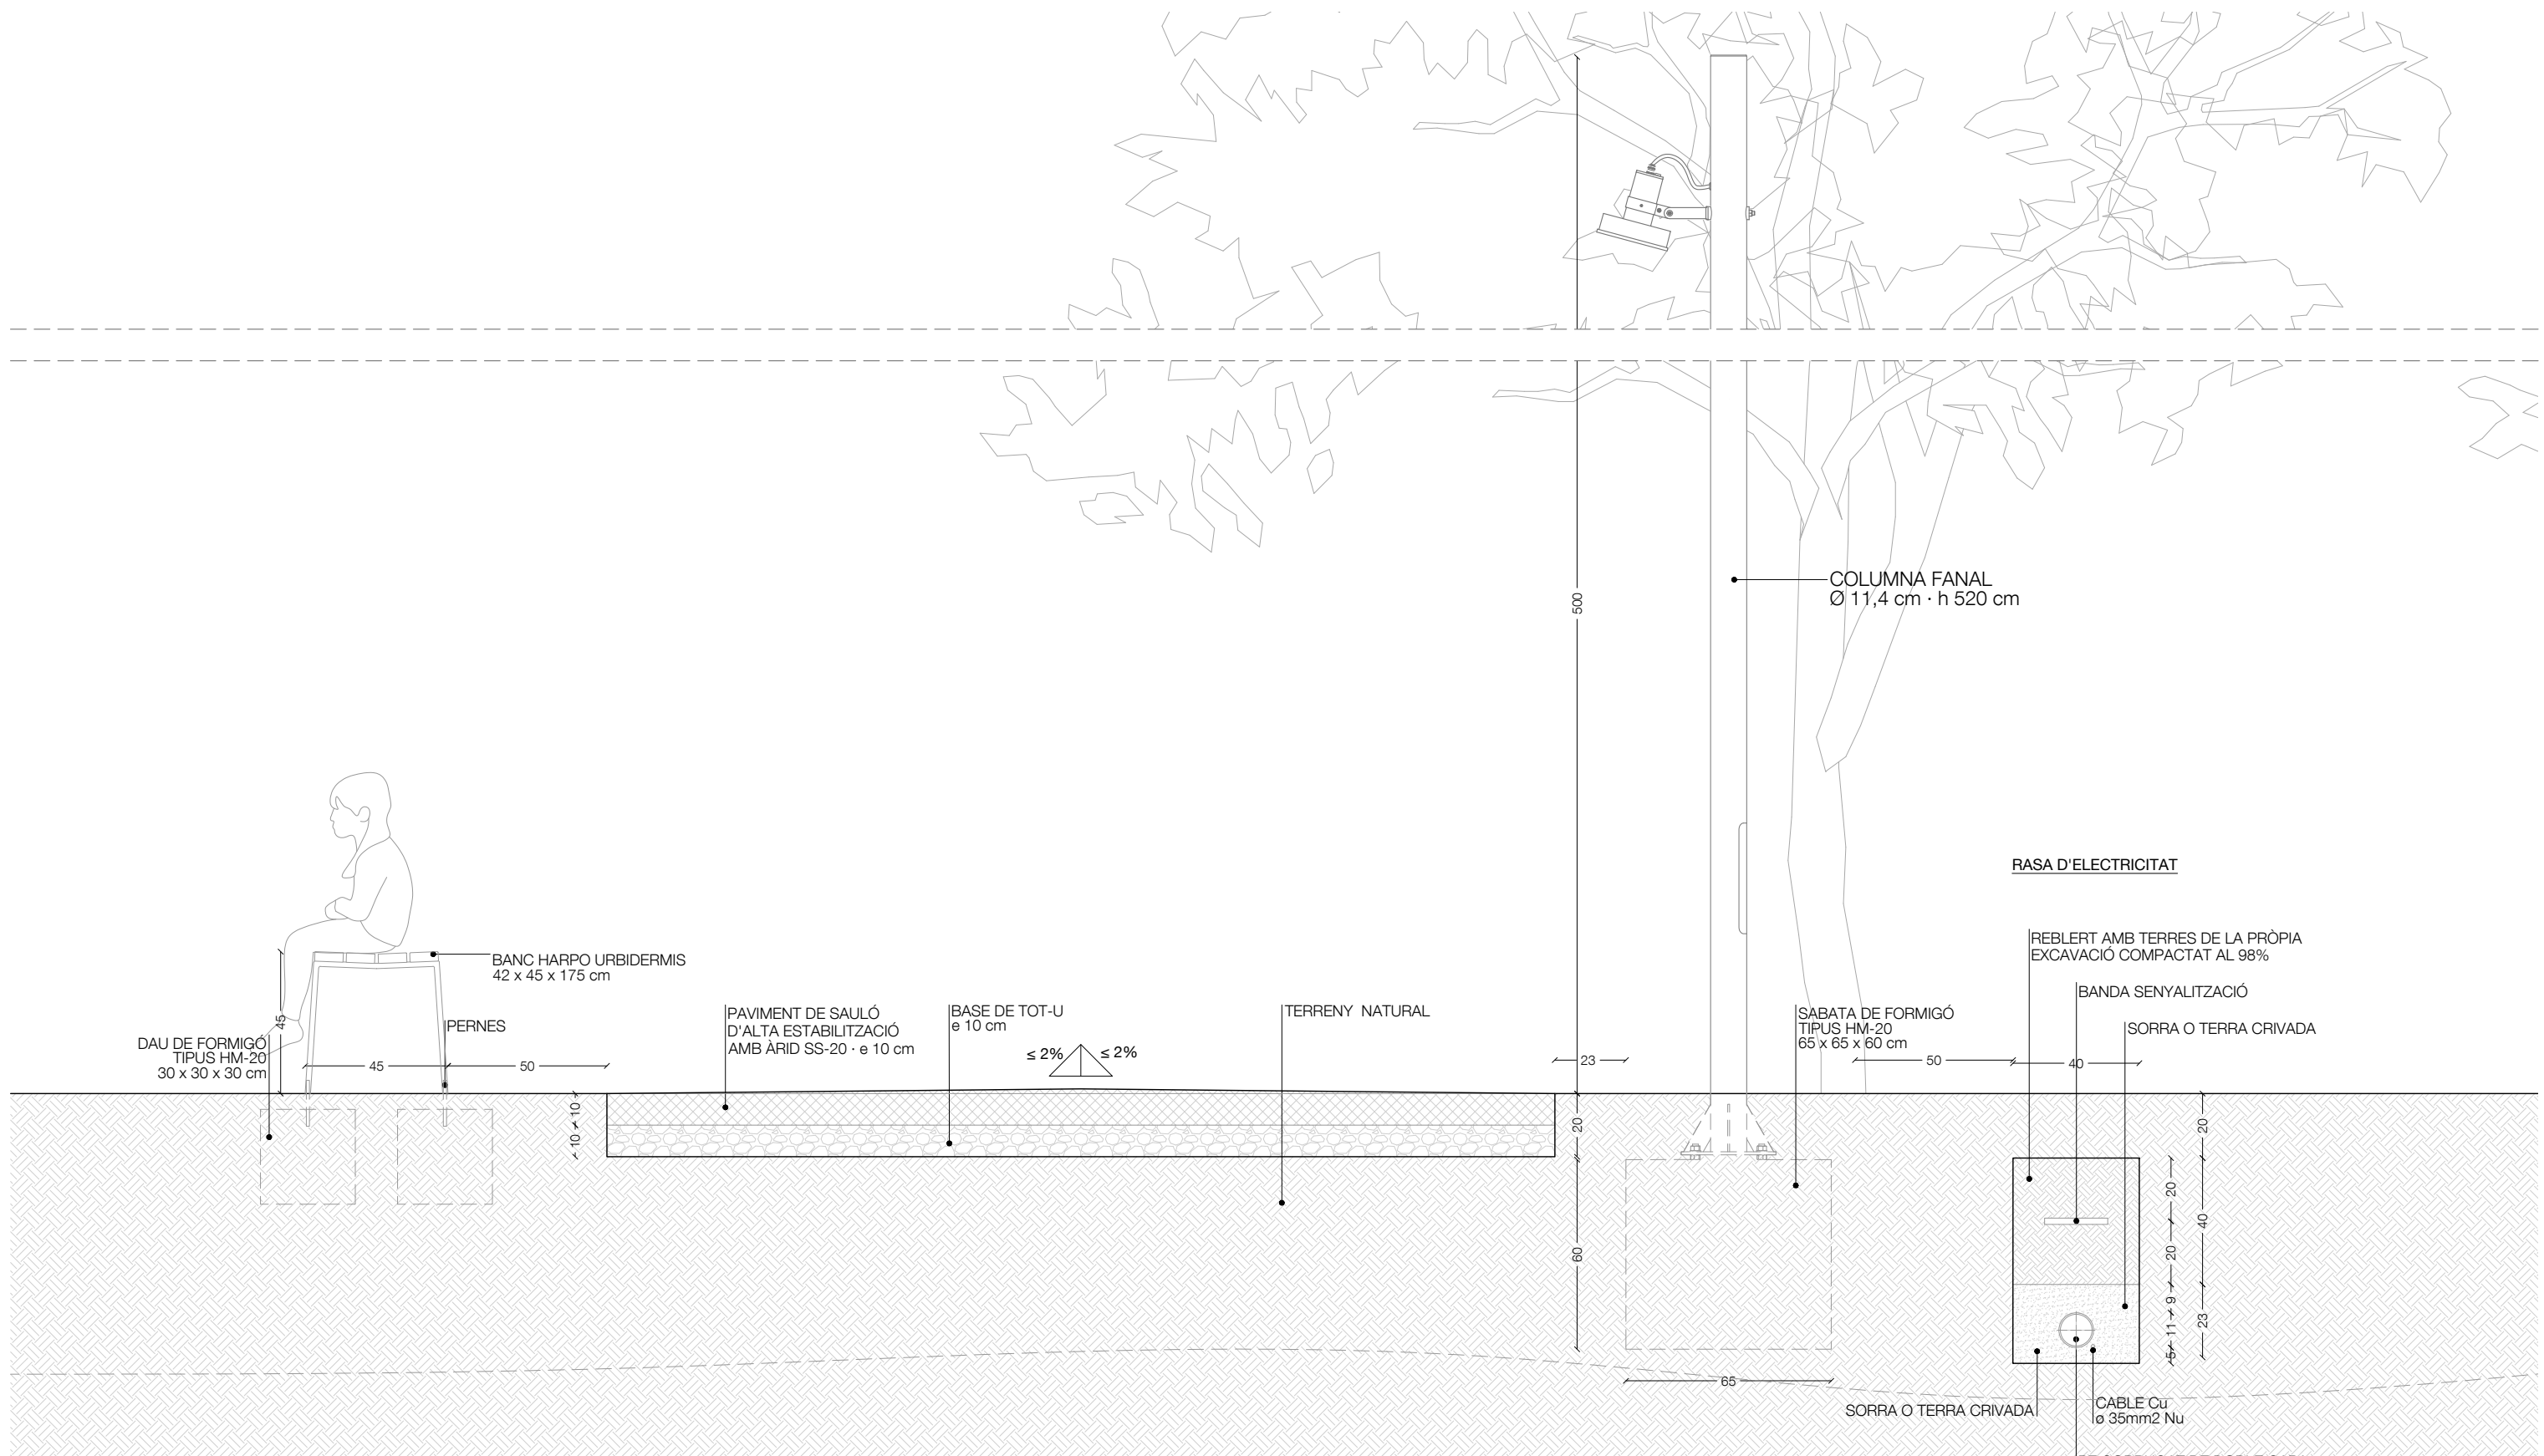 500
COLUMNA FANAL
Ø 11,4 cm · h 520 cm
RASA D'ELECTRICITAT
REBLERT AMB TERRES DE LA PRÒPIA
EXCAVACIÓ COMPACTAT AL 98%
BANDA SENYALITZACIÓ
SORRA O TERRA CRIVADA
BANC HARPO URBIDERMIS
42 x 45 x 175 cm
45
PERNES
DAU DE FORMIGÓ
TIPUS HM-20
30 x 30 x 30 cm
45
50
PAVIMENT DE SAULÓ
D'ALTA ESTABILITZACIÓ
AMB ÀRID SS-20 · e 10 cm
BASE DE TOT-U
e 10 cm
≤ 2%
≤ 2%
TERRENY NATURAL
SABATA DE FORMIGÓ
TIPUS HM-20
65 x 65 x 60 cm
23
50
40
10
10
20
60
65
20
40
23
20
20
9
11
5
SORRA O TERRA CRIVADA
CABLE Cu
ø 35mm2 Nu